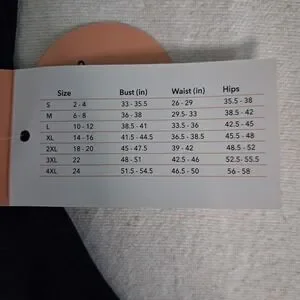 Size Bust (in) Waist (in) Hips
S 2 - 4 33 - 35.5 26 - 29 35.5 - 38
M 6 - 8 36 - 38 29.5 - 33 38.5 - 42
L 10 - 12 38.5 - 41 33.5 - 36 42.5 - 45
XL 14 - 16 41.5 - 44.5 36.5 - 38.5 45.5 - 48
2XL 18 - 20 45 - 47.5 39 - 42 48.5 - 52
3XL 22 48 - 51 42.5 - 46 52.5 - 55.5
4XL 24 51.5 - 54.5 46.5 - 50 56 - 58